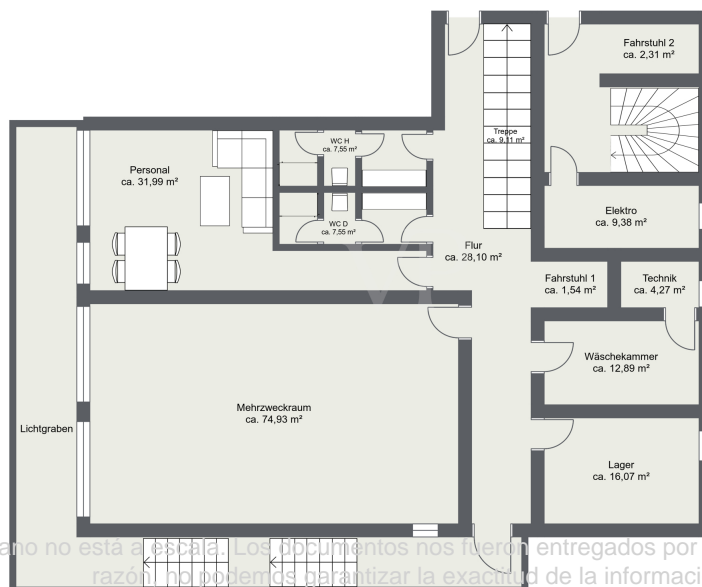 Fahrstuhl 2
ca. 2,31 m²
Treppe
ca. 9,11 m²
WC H
ca. 7,55 m²
Personal
ca. 31,99 m²
Elektro
ca. 9,38 m²
WC D
ca. 7,55 m²
Flur
ca. 28,10 m²
Fahrstuhl 1
ca. 1,54 m²
Technik
ca. 4,27 m²
Wäschekammer
ca. 12,89 m²
Mehrzweckraum
ca. 74,93 m²
Lichtgraben
Lager
ca. 16,07 m²
ano no está a escala. Los documentos nos fueron entregados por
razón, no podemos garantizar la exactitud de la informaci